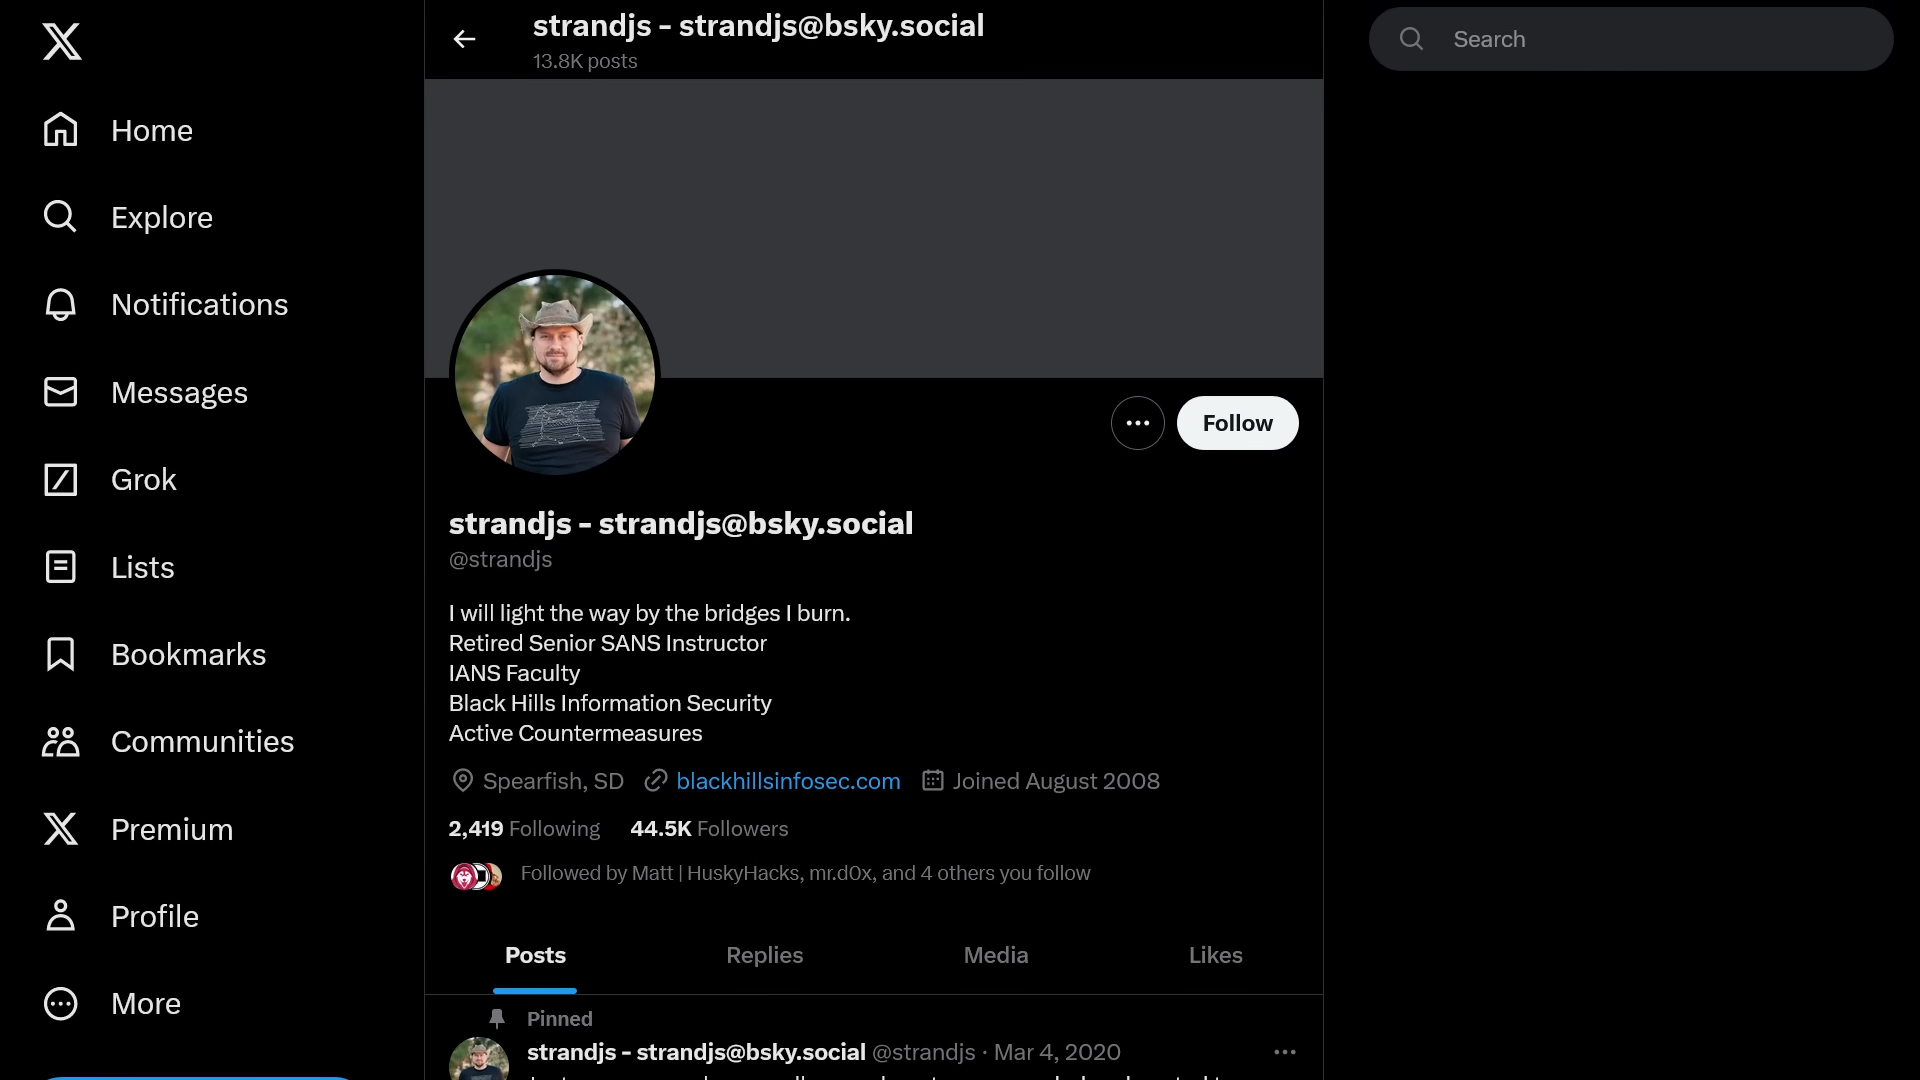 strandjs - strandjs@bsky.social
13.8K posts
Search
Home
Explore
Notifications
Messages
Grok
Lists
Bookmarks
Communities
Premium
Profile
More
Follow
strandjs - strandjs@bsky.social
@strandjs
I will light the way by the bridges I burn.
Retired Senior SANS Instructor
IANS Faculty
Black Hills Information Security
Active Countermeasures
Spearfish, SD blackhillsinfosec.com Joined August 2008
2,419 Following 44.5K Followers
Followed by Matt | HuskyHacks, mr.d0x, and 4 others you follow
Posts Replies Media Likes
Pinned
strandjs - strandjs@bsky.social @strandjs · Mar 4, 2020